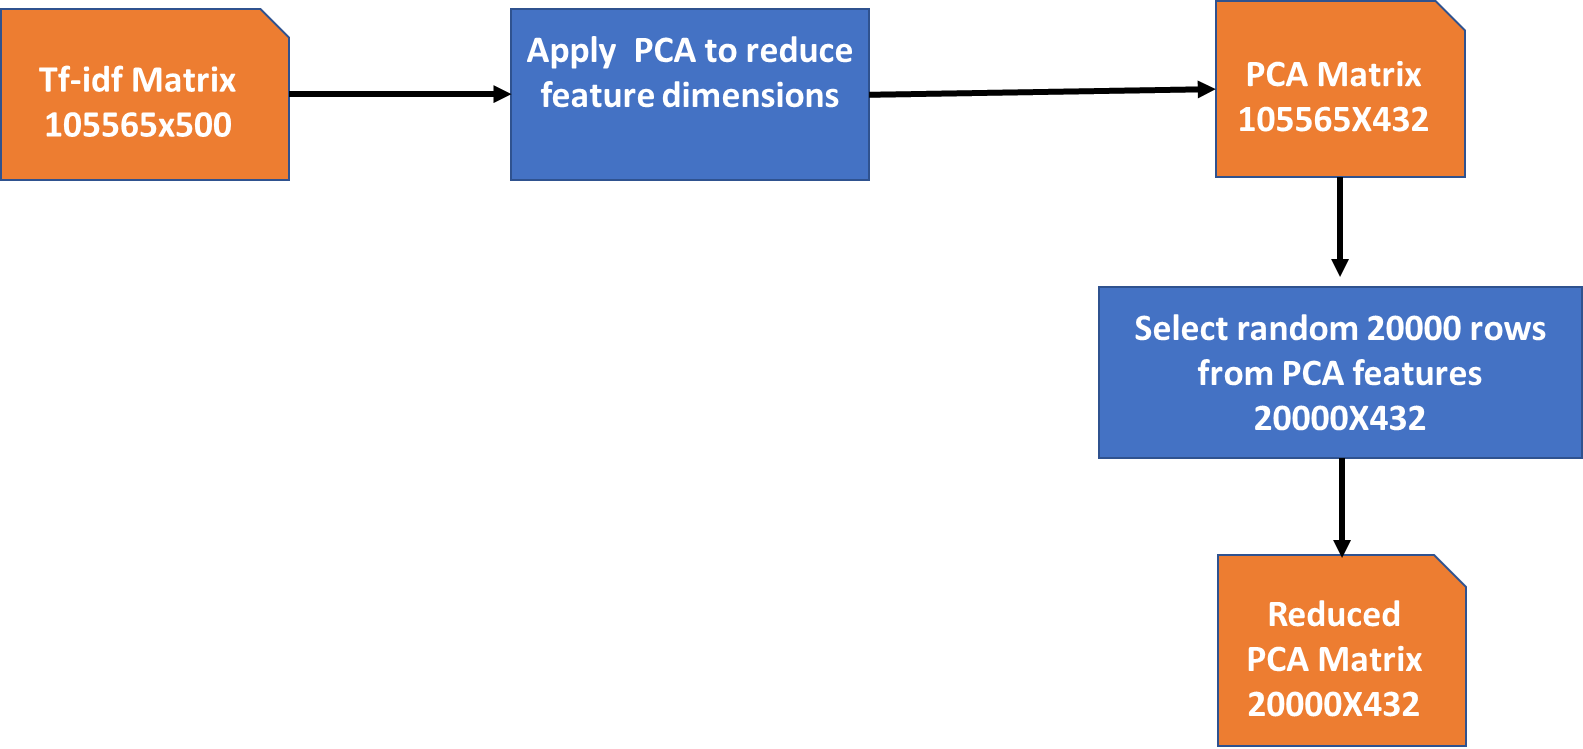 Tf-idf Matrix
105565x500
Apply  PCA to reduce
feature dimensions
PCA Matrix
105565X432
Select random 20000 rows
from PCA features
20000X432
Reduced
PCA Matrix
20000X432